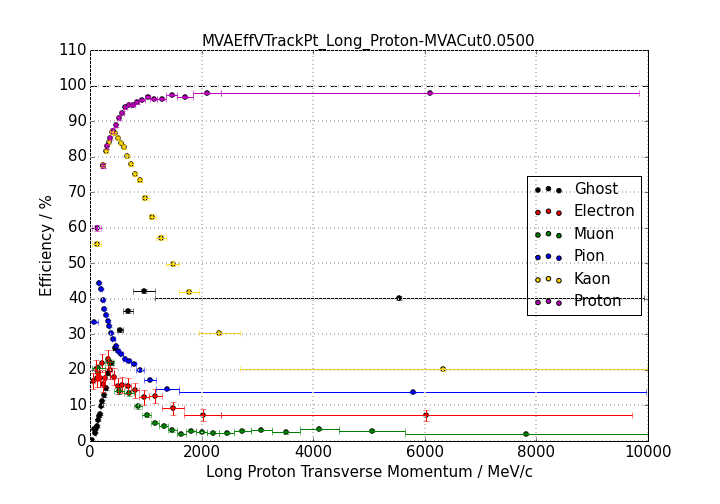 MVAEffVTrackPt_Long_Proton-MVACut0.0500
110
100
90
80
70
60
50
40
30
20
10
0
Efficiency / %
Ghost
Electron
Muon
Pion
Kaon
Proton
0 2000 4000 6000 8000 10000
Long Proton Transverse Momentum / MeV/c